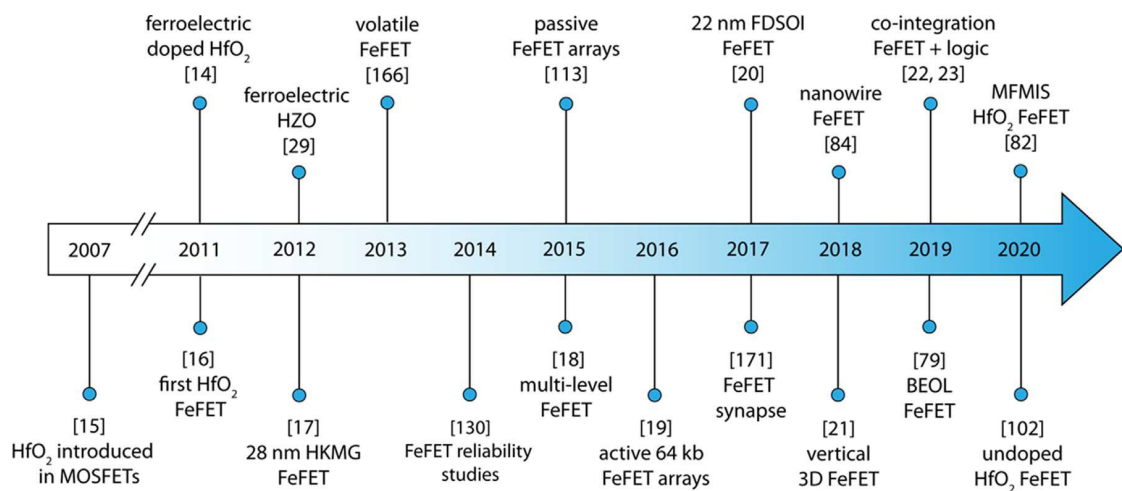 ferroelectric
doped HfO₂
[14]
ferroelectric
HZO
[29]
volatile
FeFET
[166]
passive
FeFET arrays
[113]
22 nm FDSOI
FeFET
[20]
nanowire
FeFET
[84]
co-integration
FeFET + logic
[22, 23]
MFMIS
HfO₂ FeFET
[82]
2007 2011 2012 2013 2014 2015 2016 2017 2018 2019 2020
[15]
HfO₂ introduced
in MOSFETs
[16]
first HfO₂
FeFET
[17]
28 nm HKMG
FeFET
[130]
FeFET reliability
studies
[18]
multi-level
FeFET
[19]
active 64 kb
FeFET arrays
[171]
FeFET
synapse
[21]
vertical
3D FeFET
[79]
BEOL
FeFET
[102]
undoped
HfO₂ FeFET